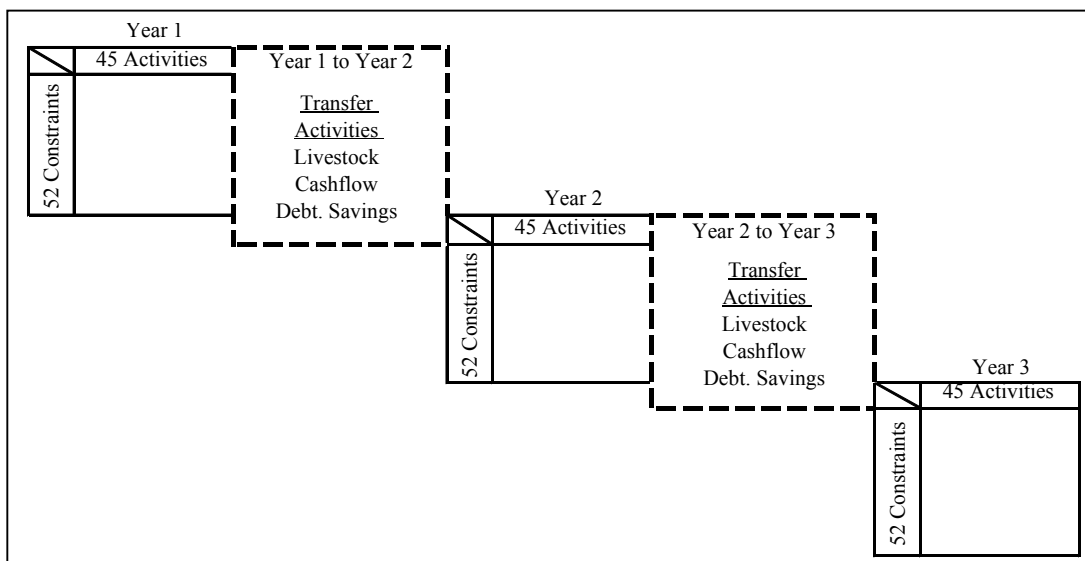 Year 1
45 Activities
52 Constraints
Year 1 to Year 2
Transfer
Activities
Livestock
Cashflow
Debt. Savings
Year 2
45 Activities
52 Constraints
Year 2 to Year 3
Transfer
Activities
Livestock
Cashflow
Debt. Savings
Year 3
45 Activities
52 Constraints